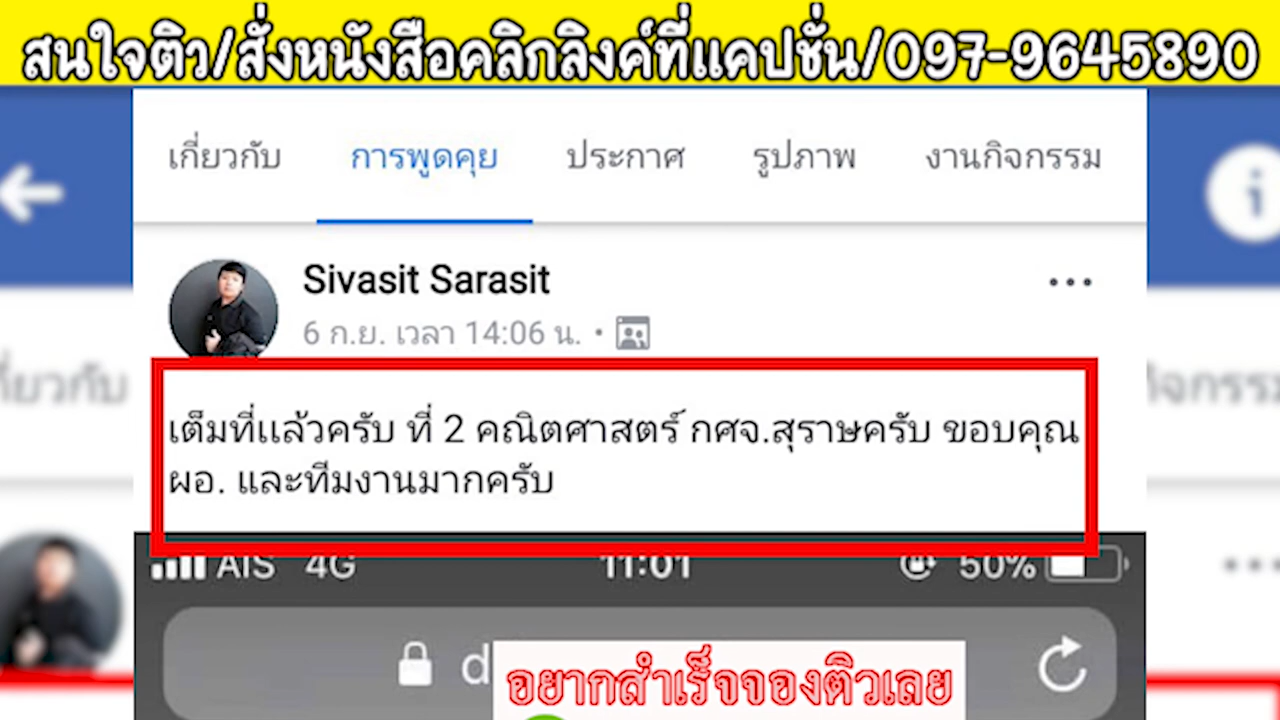 สนใจติว/สั่งหนังสือคลิกลิงค์ที่แคปชั่น/097-9645890
เกี่ยวกับ การพูดคุย ประกาศ รูปภาพ งานกิจกรรม
Sivasit Sarasit
6 ก.ย. เวลา 14:06 น.
เต็มที่แล้วครับ ที่ 2 คณิตศาสตร์ กศจ.สุราษครับ ขอบคุณ
ผอ. และทีมงานมากครับ
AIS 4G 11:01 50%
d
อยากสำเร็จจองติวเลย